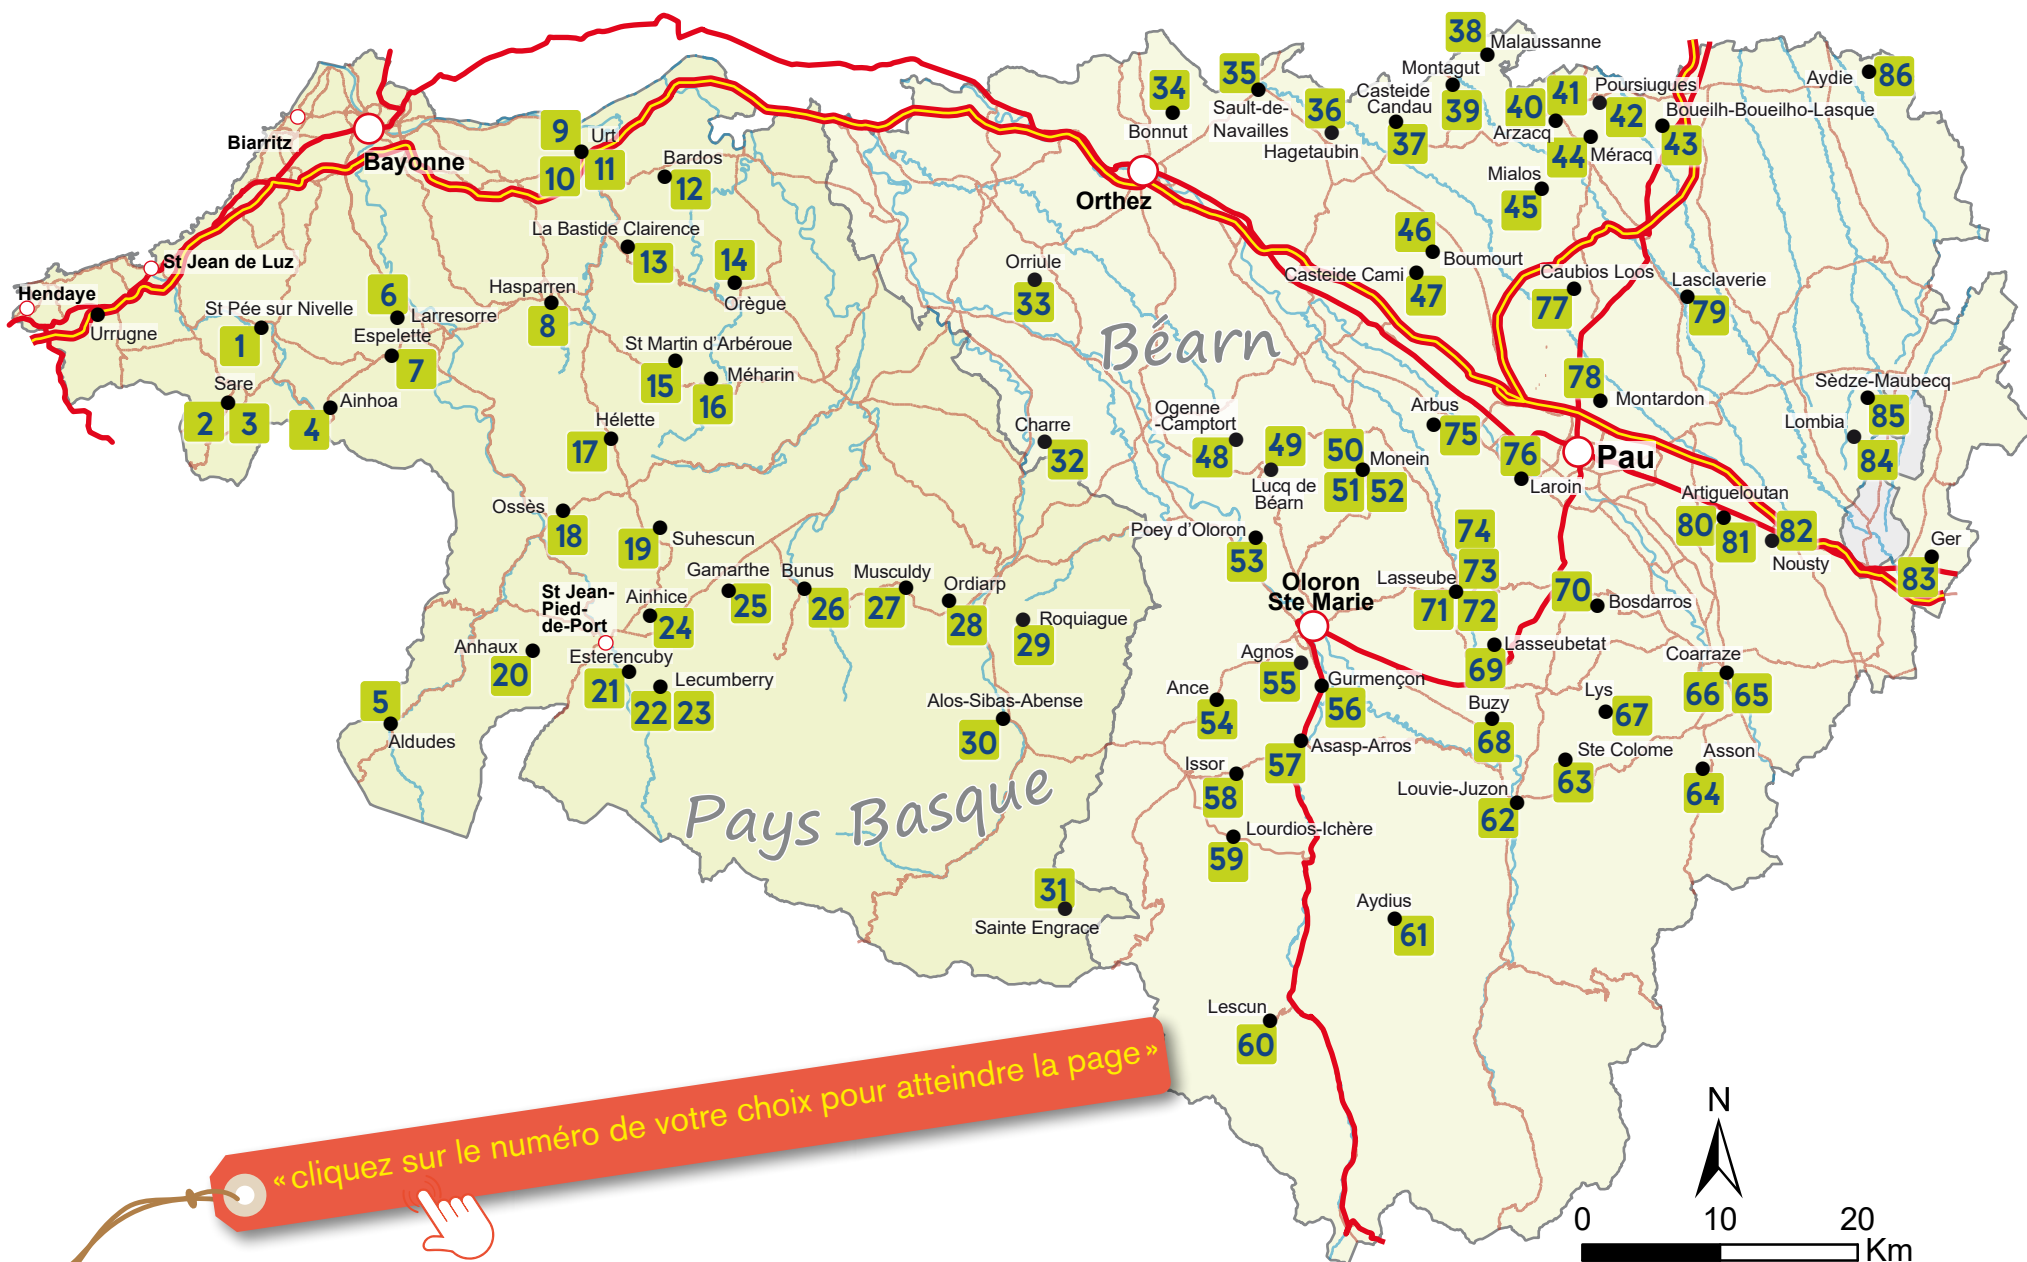 38
Malaussanne
35
34
Montagut
Aydie
86
Casteide
Candau
41
40
Poursiugues
Sault-de-
Navailles
36
39
42
Boueilh-Boueilho-Lasque
Biarritz
Bayonne
9
Urt
10
11
Bardos
12
Bonnut
Hagetaubin
37
Arzacq
44
Méracq
43
Mialos
45
Orthez
La Bastide Clairence
13
14
Orègue
46
Boumourt
St Jean de Luz
Orriule
33
Casteide Cami
47
Caubios Loos
77
Lasclaverie
79
Hendaye
Urrugne
St Pée sur Nivelle
1
6
Larresorre
Espelette
7
Hasparren
8
Béarn
St Martin d'Arbéroue
15
Méharin
16
78
Montardon
Sèdze-Maubecq
85
Sare
2
3
Ainhoa
4
Hélette
17
Charre
32
Ogenne
-Camptort
48
49
Lucq de
Béarn
50
Monein
51
52
Arbus
75
76
Laroin
Pau
Lombia
84
Artigueloutan
80
81
82
Nousty
Ger
83
Ossès
18
19
Suhescun
Poey d'Oloron
53
74
73
Lasseube
71
72
70
Bosdarros
Gamarthe
25
Bunus
26
Musculdy
27
Ordiarp
28
Roquiague
29
Oloron
Ste Marie
St Jean-
Pied-
de-Port
Ainhice
24
Anhaux
20
Esterencuby
21
Lecumberry
22
23
Agnos
55
Gurmençon
56
Lasseubetat
69
Coarraze
66
65
5
Aldudes
Alos-Sibas-Abense
30
Ance
54
Asasp-Arros
57
Buzy
68
Lys
67
Ste Colome
63
Asson
64
Issor
58
Louvie-Juzon
62
Pays Basque
Lourdios-Ichère
59
31
Sainte Engrace
Aydius
61
Lescun
60
«cliquez sur le numéro de votre choix pour atteindre la page»
N
0
10
20
Km